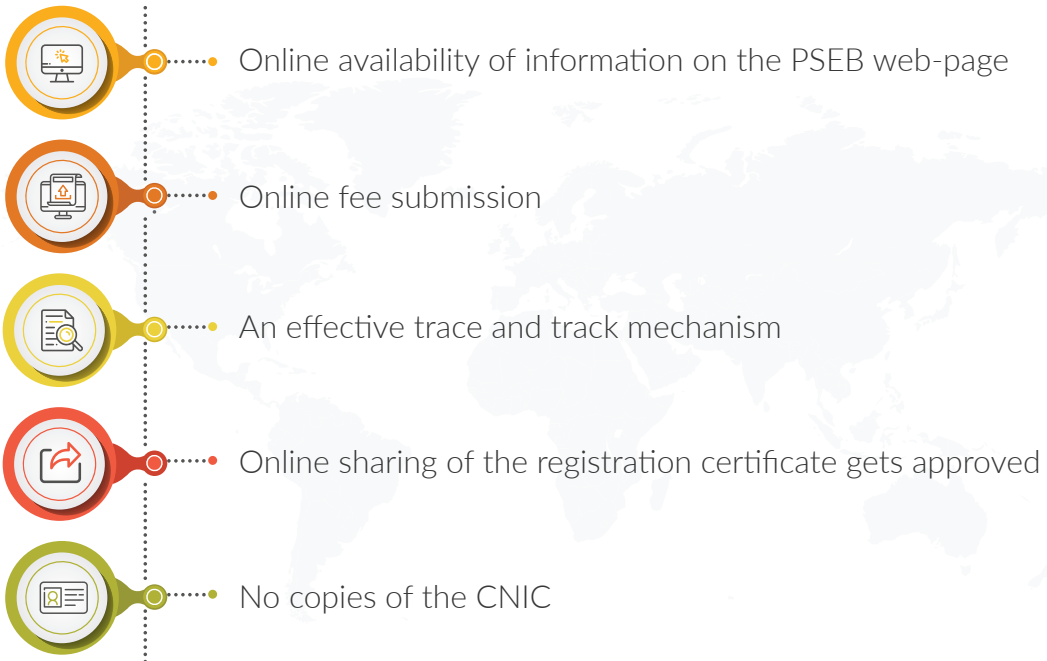 Online availability of information on the PSEB web-page
Online fee submission
An effective trace and track mechanism
Online sharing of the registration certificate gets approved
No copies of the CNIC